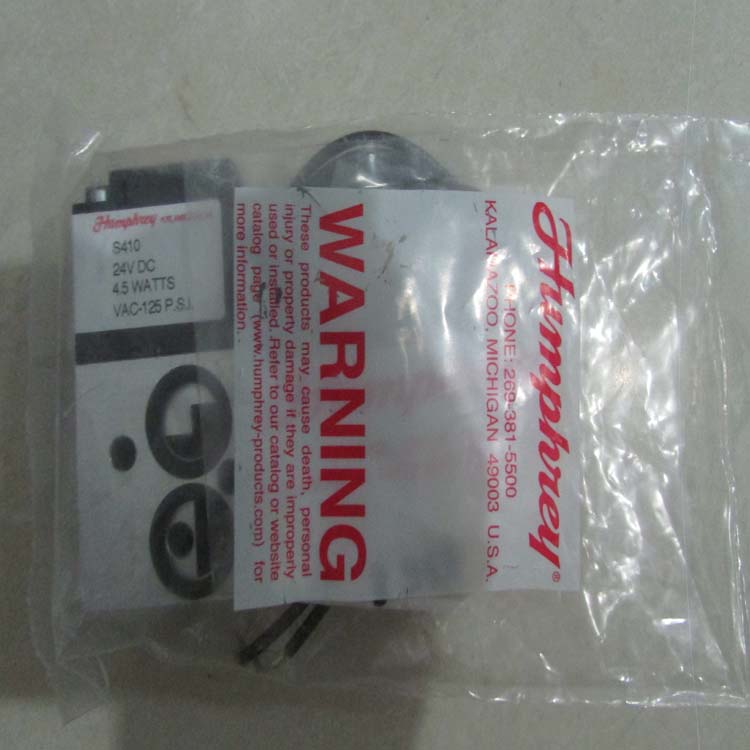 Humphrey
S410
24V DC
4.5 WATTS
VAC-125 P.S.I.
Humphrey®
PHONE: 269-381-5500
KALAMAZOO, MICHIGAN 49003 U.S.A.
WARNING
These products may cause death, personal
injury or property damage if they are improperly
used or installed. Refer to our catalog or website
catalog page (www.humphrey-products.com) for
more information.